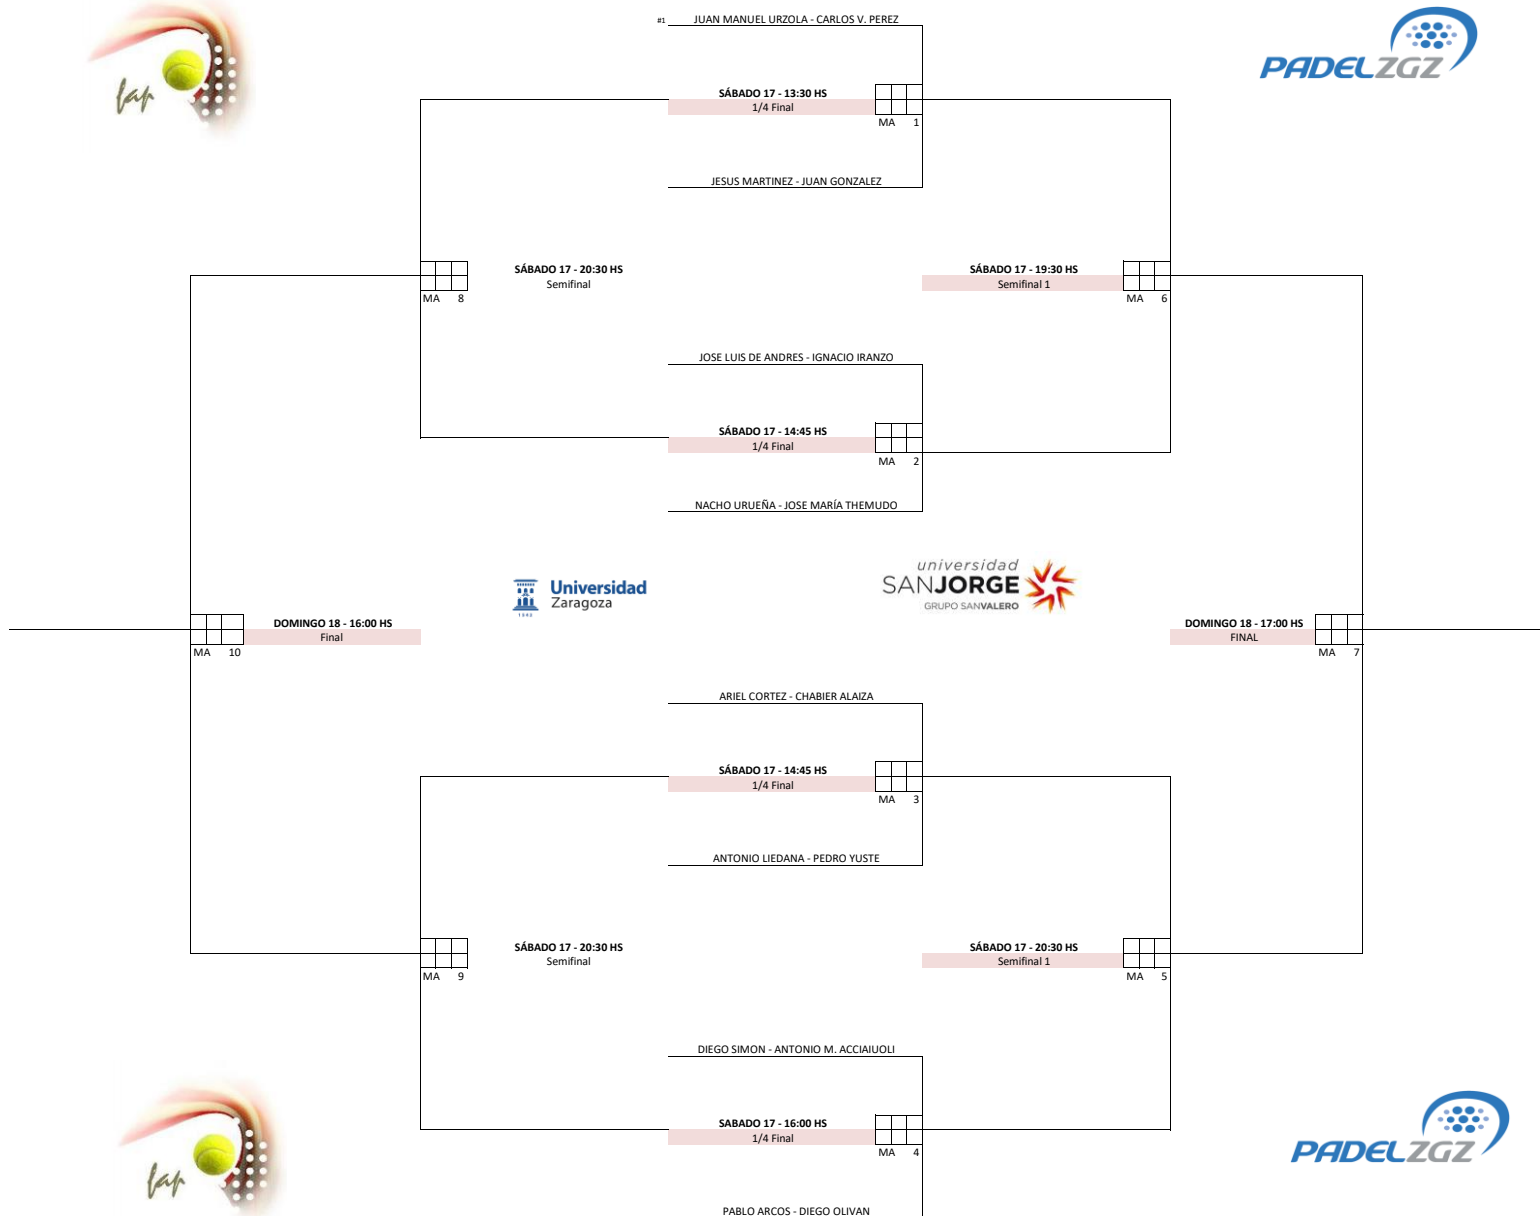 #1 JUAN MANUEL URZOLA - CARLOS V. PEREZ
fap
PADELZGZ
SÁBADO 17 - 13:30 HS
1/4 Final
MA 1
JESUS MARTINEZ - JUAN GONZALEZ
SÁBADO 17 - 20:30 HS
Semifinal
MA 8
SÁBADO 17 - 19:30 HS
Semifinal 1
MA 6
JOSE LUIS DE ANDRES - IGNACIO IRANZO
SÁBADO 17 - 14:45 HS
1/4 Final
MA 2
NACHO URUEÑA - JOSE MARÍA THEMUDO
Universidad
Zaragoza
1542
universidad
SANJORGE
GRUPO SANVALERO
DOMINGO 18 - 16:00 HS
Final
MA 10
DOMINGO 18 - 17:00 HS
FINAL
MA 7
ARIEL CORTEZ - CHABIER ALAIZA
SÁBADO 17 - 14:45 HS
1/4 Final
MA 3
ANTONIO LIEDANA - PEDRO YUSTE
SÁBADO 17 - 20:30 HS
Semifinal
MA 9
SÁBADO 17 - 20:30 HS
Semifinal 1
MA 5
DIEGO SIMON - ANTONIO M. ACCIAIUOLI
SABADO 17 - 16:00 HS
1/4 Final
MA 4
fap
PADELZGZ
PABLO ARCOS - DIEGO OLIVAN